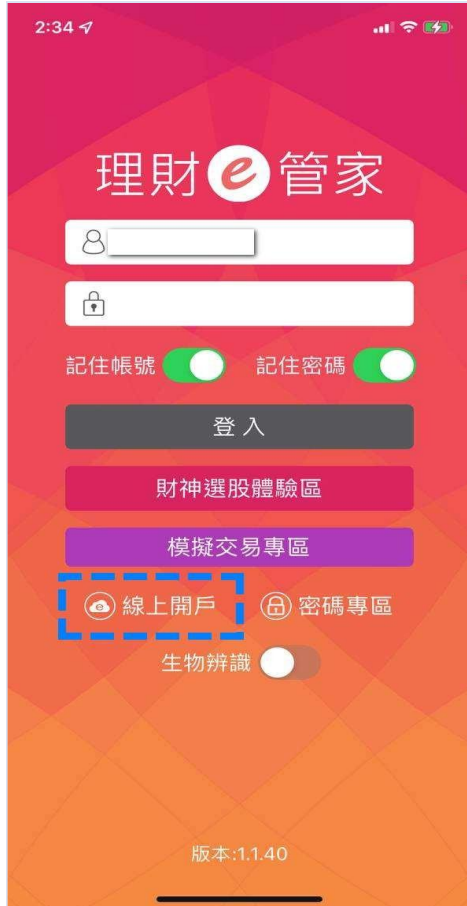 2:34
理財e管家
記住帳號 記住密碼
登入
財神選股體驗區
模擬交易專區
e 線上開戶 密碼專區
生物辨識
版本:1.1.40